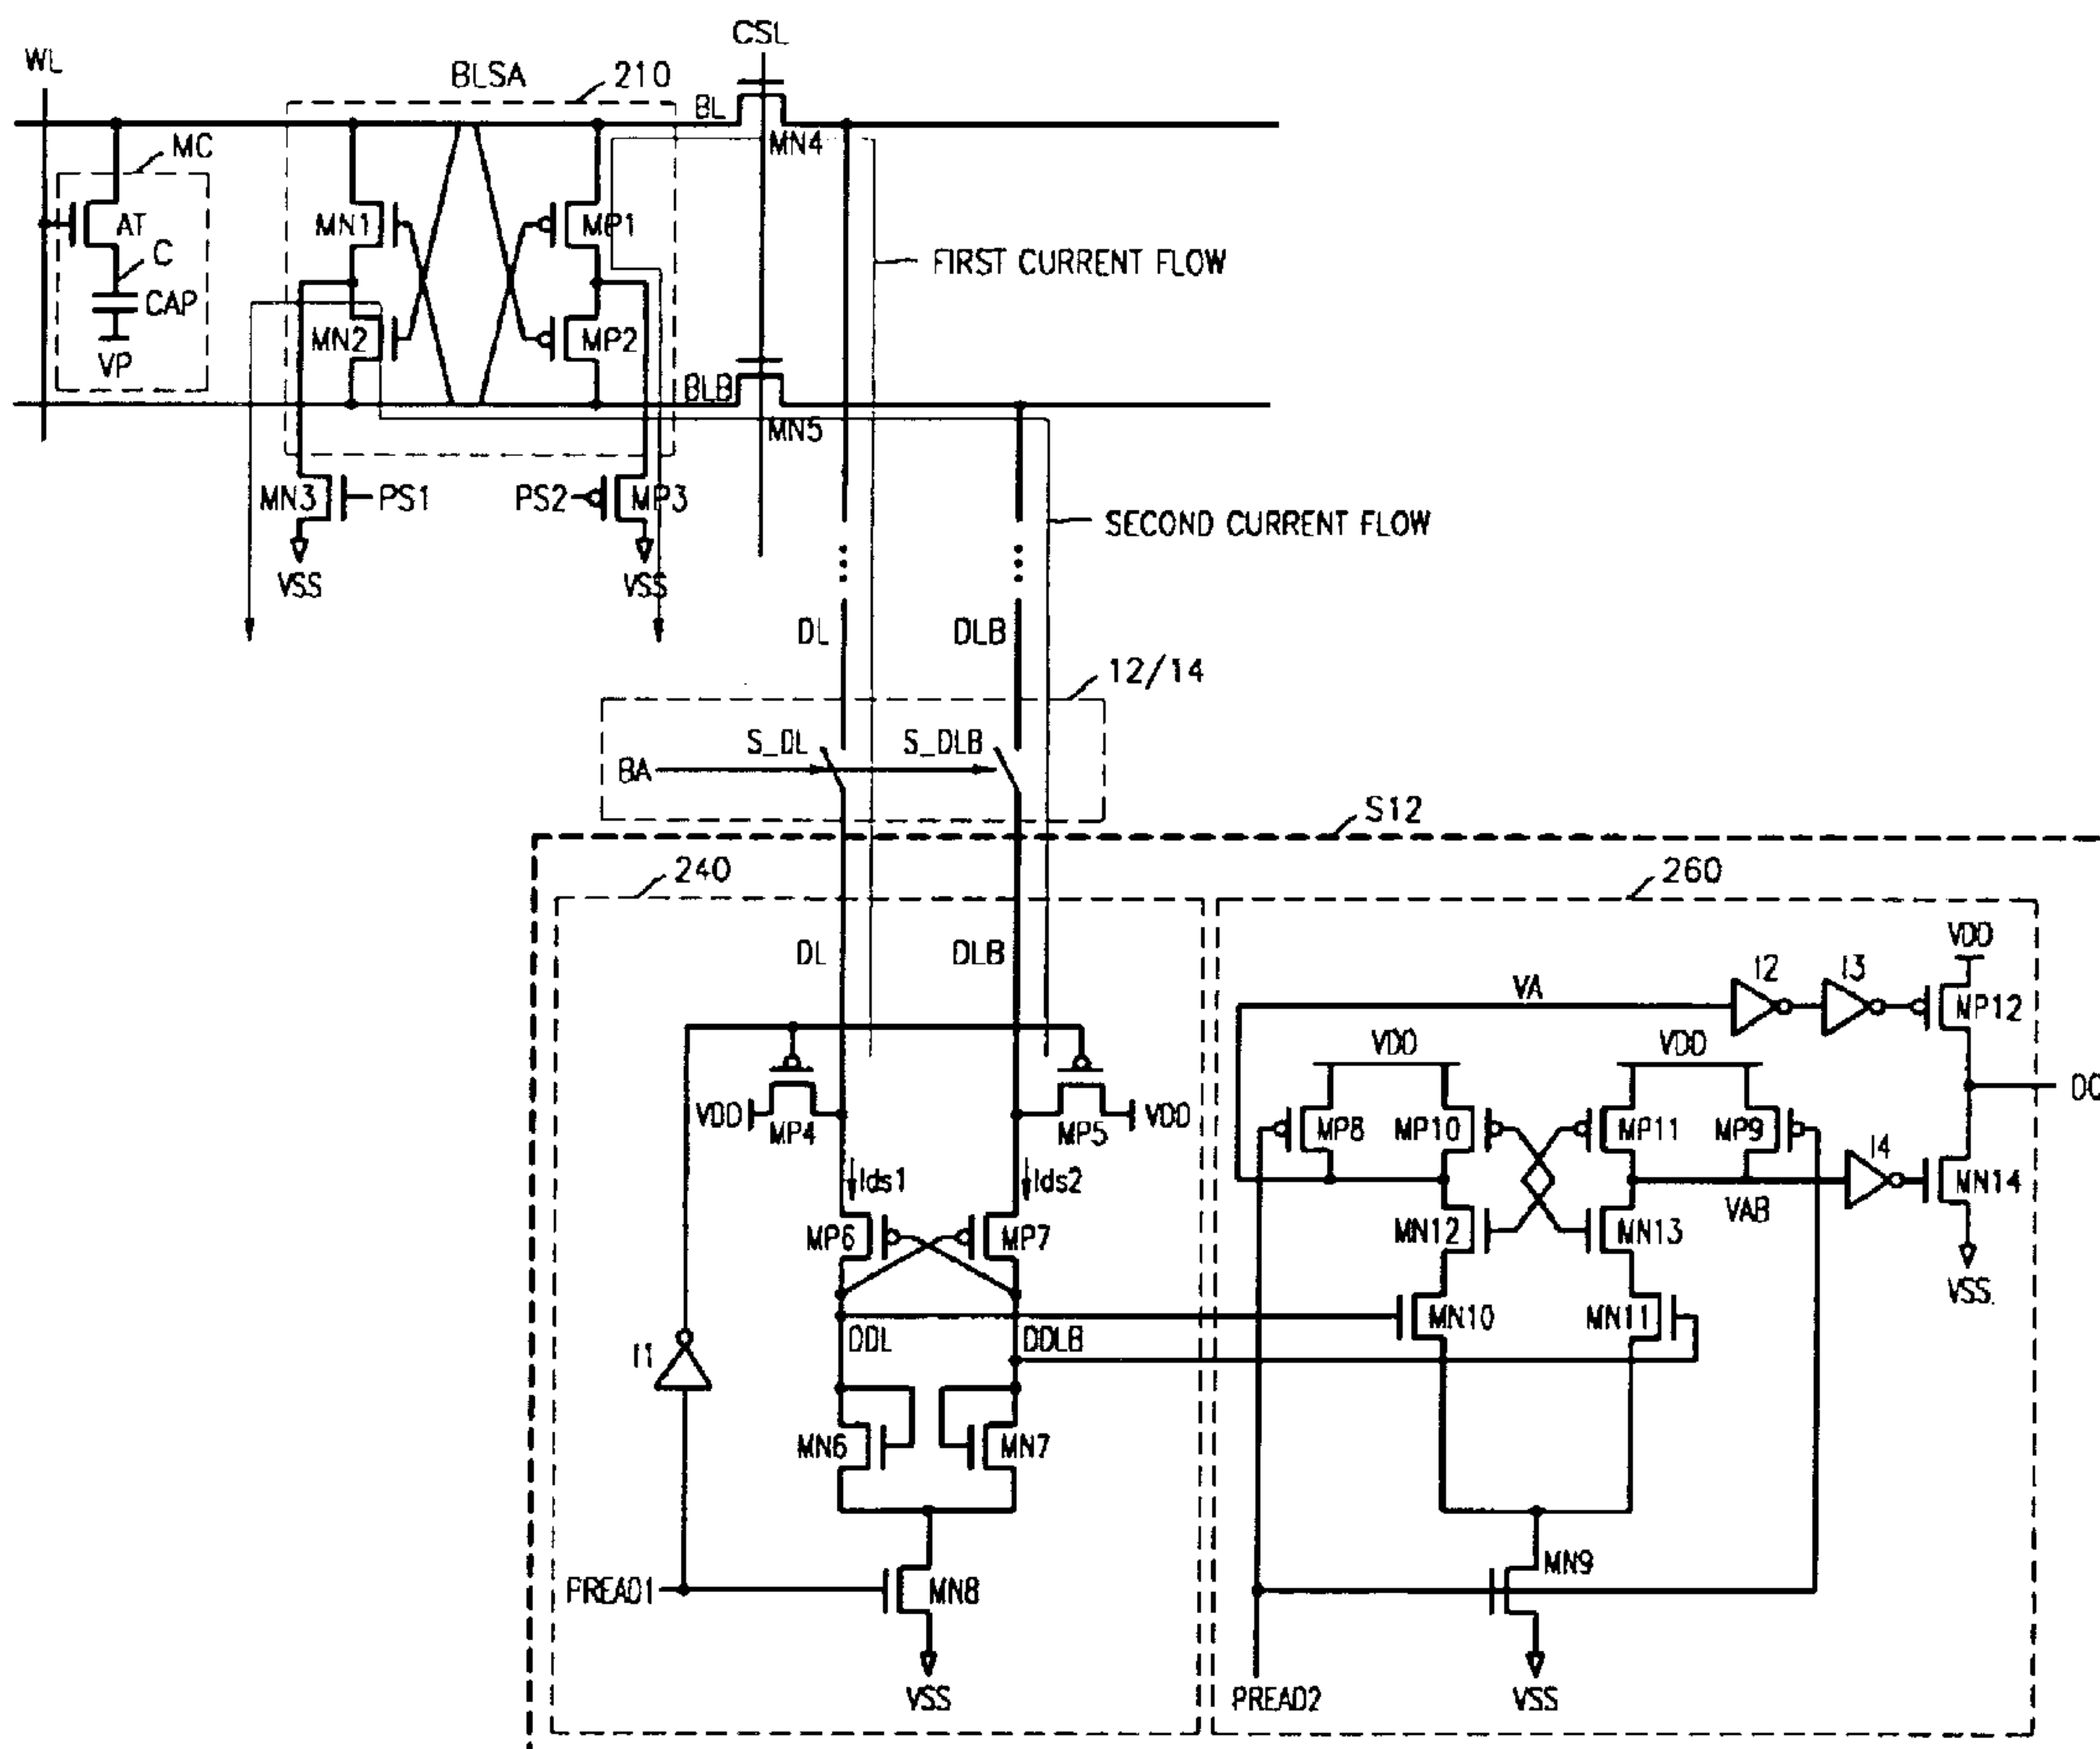 CSL
WL
BLSA
210
BL
MC
MN4
AT
MN1
MP1
C
FIRST CURRENT FLOW
CAP
MN2
MP2
VP
BLB
MN5
MN3
PS1
PS2
MP3
SECOND CURRENT FLOW
VSS
VSS
DL
DLB
12/14
S_DL
S_DLB
BA
S12
240
260
DL
DLB
VDD
I2
I3
VA
MP12
VDD
VDD
DQ
VDD
MP4
MP5
VDD
MP8
MP10
MP11
MP9
I4
Ids1
Ids2
MN14
VAB
MP6
MP7
MN12
MN13
VSS.
MN10
MN11
DDL
DDLB
I1
MN6
MN7
MN9
PREAD1
MN8
VSS
PREAD2
VSS